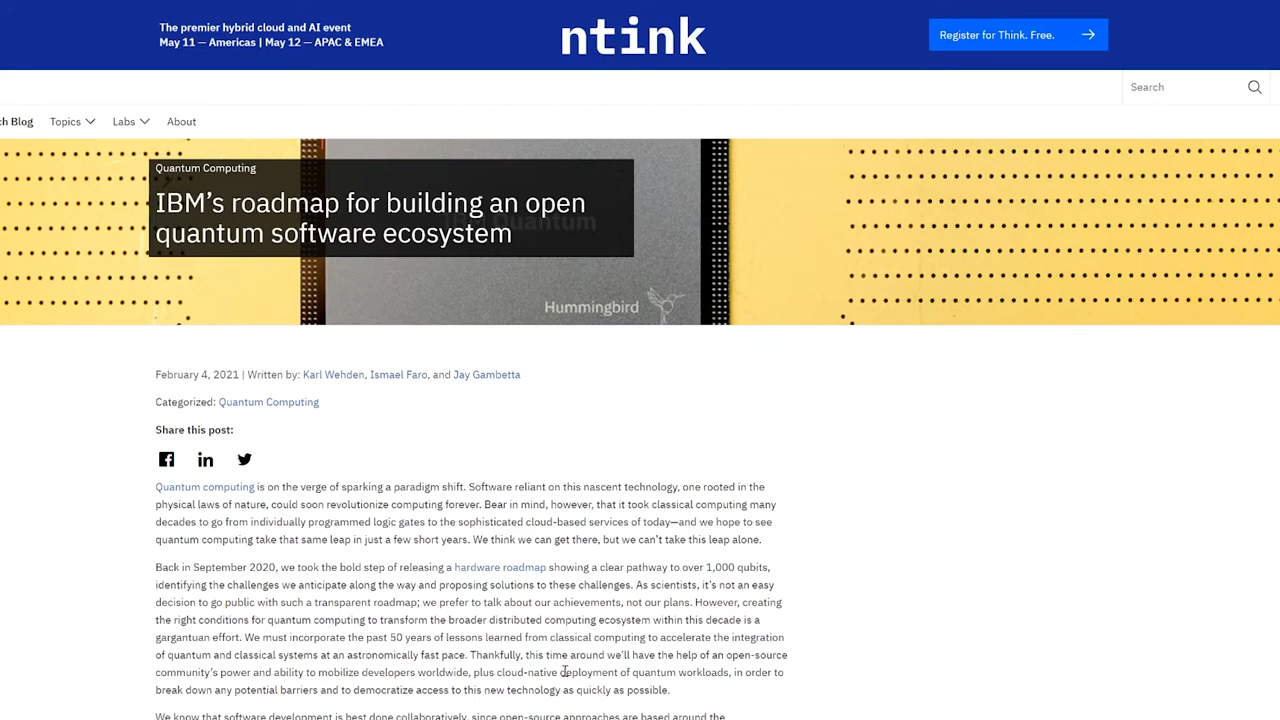 The premier hybrid cloud and AI event
May 11 — Americas | May 12 — APAC & EMEA
ntink
Register for Think. Free.
Search
ch Blog
Topics
Labs
About
Quantum Computing
IBM’s roadmap for building an open
quantum software ecosystem
IBM Quantum
Hummingbird
February 4, 2021 | Written by: Karl Wehden, Ismael Faro, and Jay Gambetta
Categorized: Quantum Computing
Share this post:
Quantum computing is on the verge of sparking a paradigm shift. Software reliant on this nascent technology, one rooted in the
physical laws of nature, could soon revolutionize computing forever. Bear in mind, however, that it took classical computing many
decades to go from individually programmed logic gates to the sophisticated cloud-based services of today—and we hope to see
quantum computing take that same leap in just a few short years. We think we can get there, but we can’t take this leap alone.
Back in September 2020, we took the bold step of releasing a hardware roadmap showing a clear pathway to over 1,000 qubits,
identifying the challenges we anticipate along the way and proposing solutions to these challenges. As scientists, it’s not an easy
decision to go public with such a transparent roadmap; we prefer to talk about our achievements, not our plans. However, creating
the right conditions for quantum computing to transform the broader distributed computing ecosystem within this decade is a
gargantuan effort. We must incorporate the past 50 years of lessons learned from classical computing to accelerate the integration
of quantum and classical systems at an astronomically fast pace. Thankfully, this time around we’ll have the help of an open-source
community’s power and ability to mobilize developers worldwide, plus cloud-native deployment of quantum workloads, in order to
break down any potential barriers and to democratize access to this new technology as quickly as possible.
We know that software development is best done collaboratively, since open-source approaches are based around the